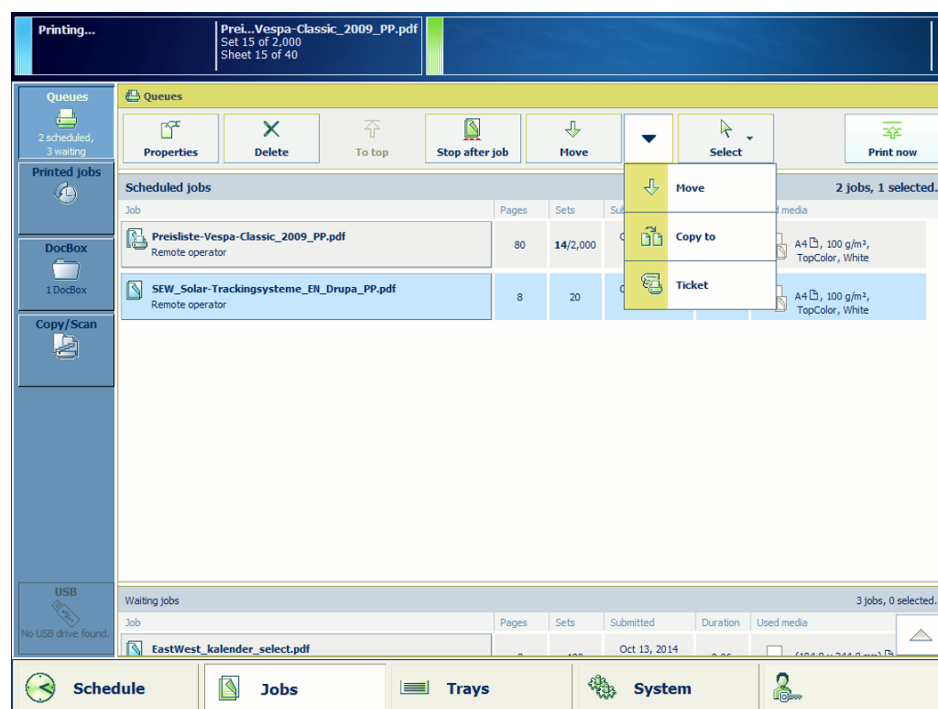 Printing...
Prei...Vespa-Classic_2009_PP.pdf
Set 15 of 2,000
Sheet 15 of 40
Queues
2 scheduled,
3 waiting
Printed jobs
DocBox
1 DocBox
Copy/Scan
USB
No USB drive found.
Queues
Properties
Delete
To top
Stop after job
Move
Select
Print now
Move
Copy to
Ticket
Scheduled jobs
2 jobs, 1 selected.
Job
Pages
Sets
media
Preisliste-Vespa-Classic_2009_PP.pdf
Remote operator
80
14/2,000
A4, 100 g/m²,
TopColor, White
SEW_Solar-Trackingsysteme_EN_Drupa_PP.pdf
Remote operator
8
20
A4, 100 g/m²,
TopColor, White
Waiting jobs
3 jobs, 0 selected.
Job
Pages
Sets
Submitted
Duration
Used media
EastWest_kalender_select.pdf
Oct 13, 2014
Schedule
Jobs
Trays
System